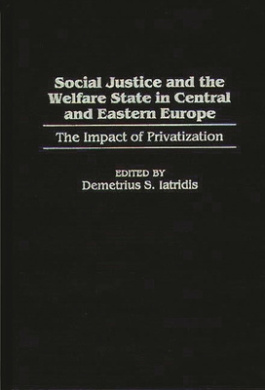 Social Justice and the
Welfare State in Central
and Eastern Europe
The Impact of Privatization
EDITED BY
Demetrius S. Iatridis